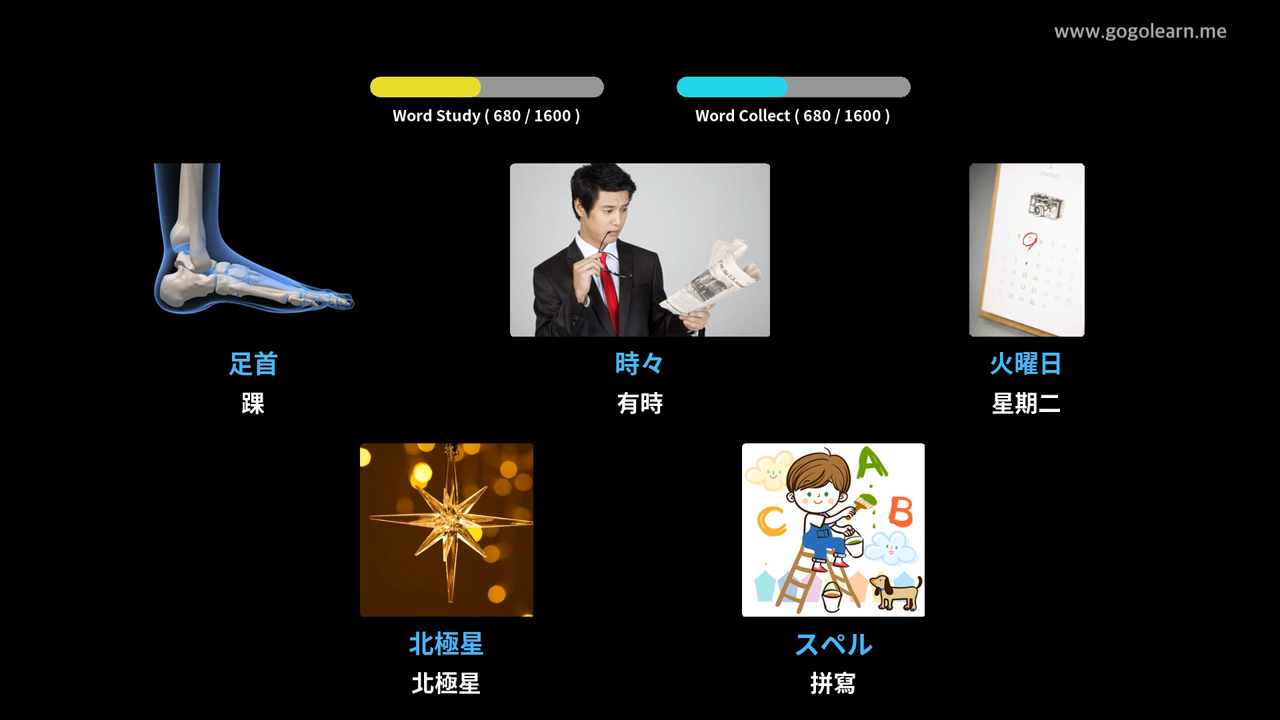 www.gogolearn.me
Word Study ( 680 / 1600 )
Word Collect ( 680 / 1600 )
足首
踝
時々
有時
火曜日
星期二
北極星
北極星
A
B
C
スペル
拼寫